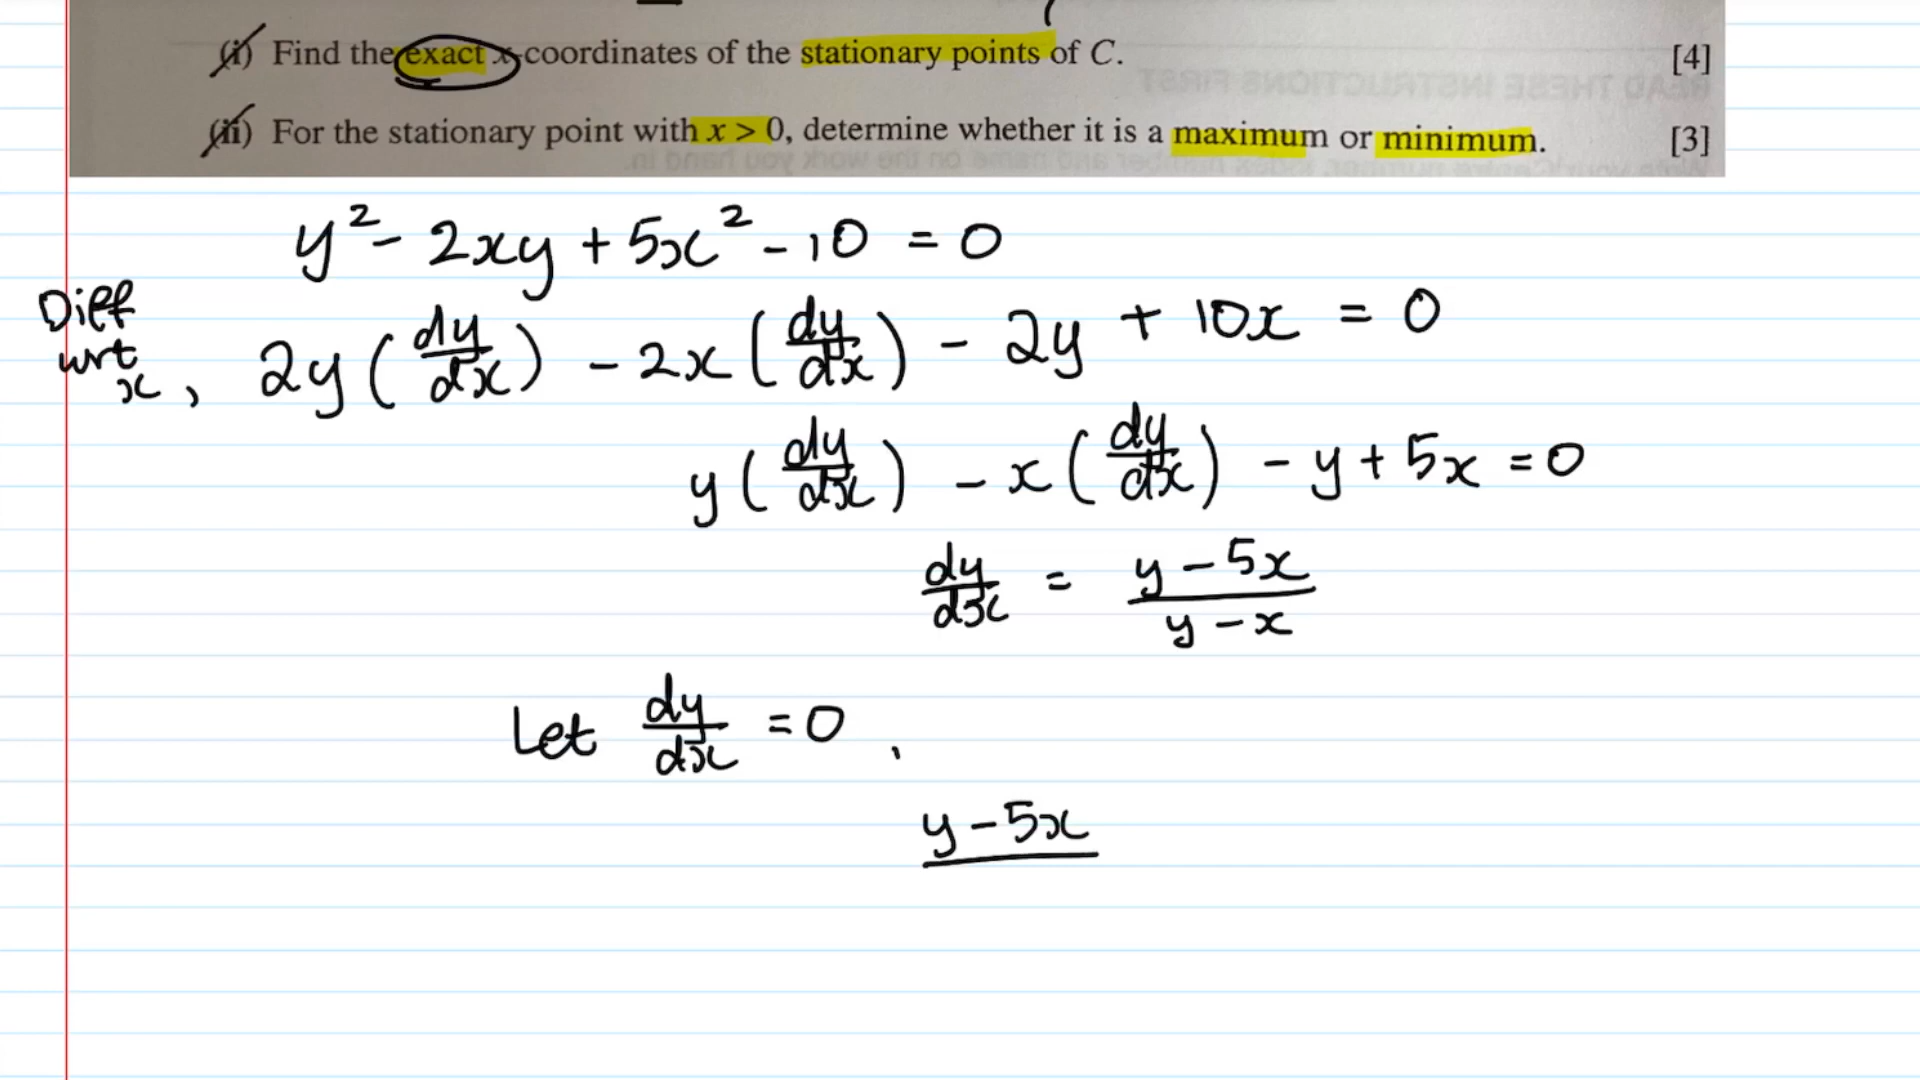 (i) Find the exact x-coordinates of the stationary points of C. [4]
(ii) For the stationary point with x > 0, determine whether it is a maximum or minimum. [3]
y² - 2xy + 5x² - 10 = 0
Diff wrt x, 2y (dy/dx) - 2x (dy/dx) - 2y + 10x = 0
y (dy/dx) - x (dy/dx) - y + 5x = 0
dy/dx = (y - 5x)/(y - x)
Let dy/dx = 0,
y - 5x